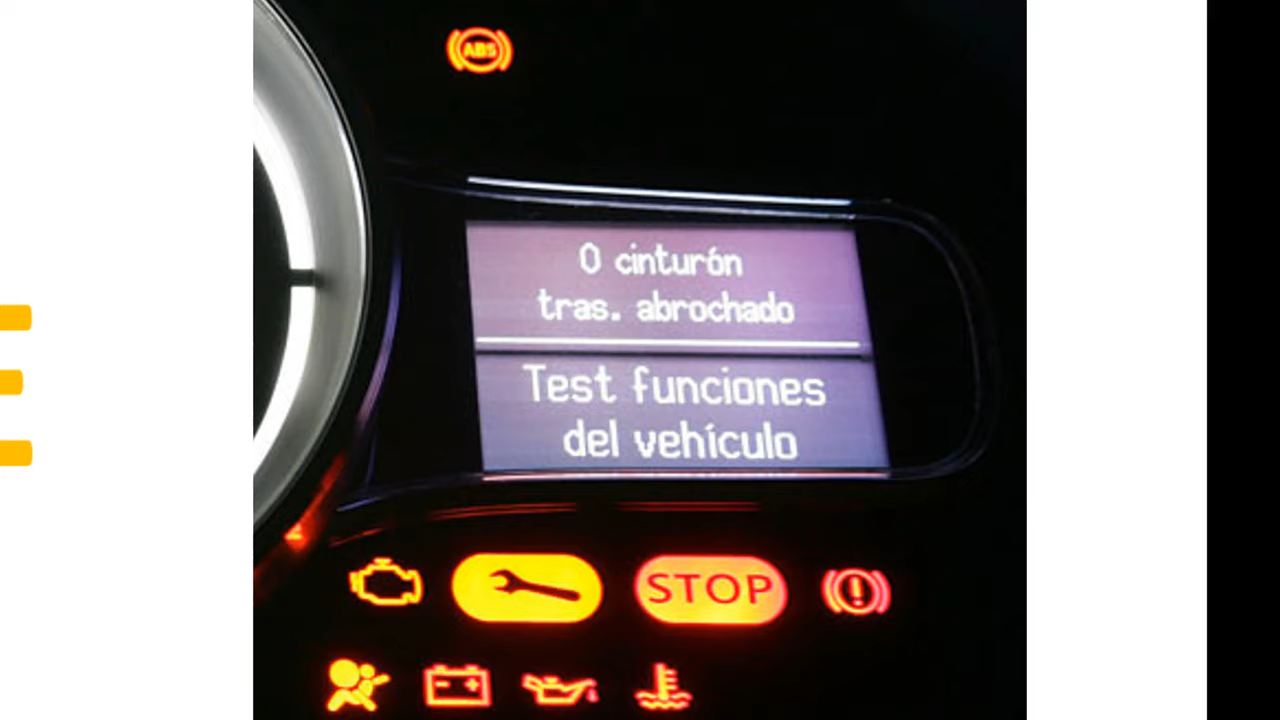 ABS
0 cinturón
tras. abrochado
Test funciones
del vehículo
STOP